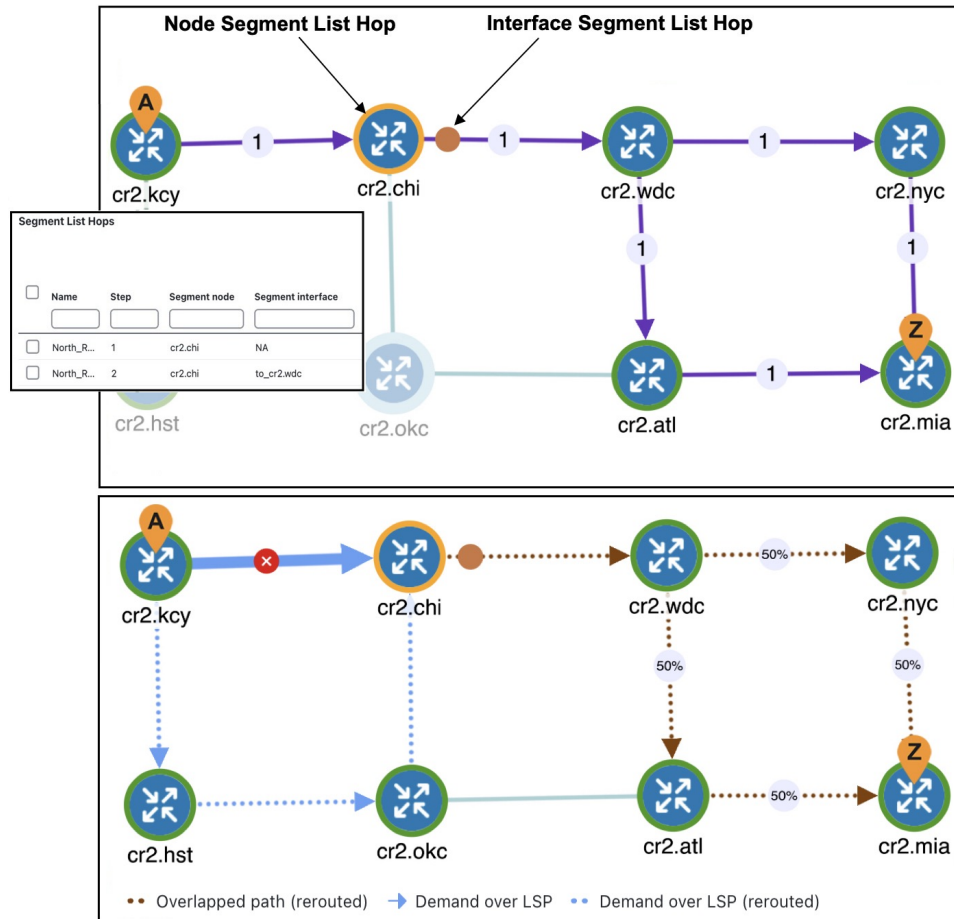 Node Segment List Hop
Interface Segment List Hop
A
1
1
1
cr2.kcy
cr2.chi
cr2.wdc
cr2.nyc
Segment List Hops
1
1
Name
Step
Segment node
Segment interface
North_R...
1
cr2.chi
NA
North_R...
2
cr2.chi
to_cr2.wdc
Z
1
cr2.hst
cr2.okc
cr2.atl
cr2.mia
A
50%
cr2.kcy
cr2.chi
cr2.wdc
cr2.nyc
50%
50%
Z
50%
cr2.hst
cr2.okc
cr2.atl
cr2.mia
Overlapped path (rerouted)
Demand over LSP
Demand over LSP (rerouted)